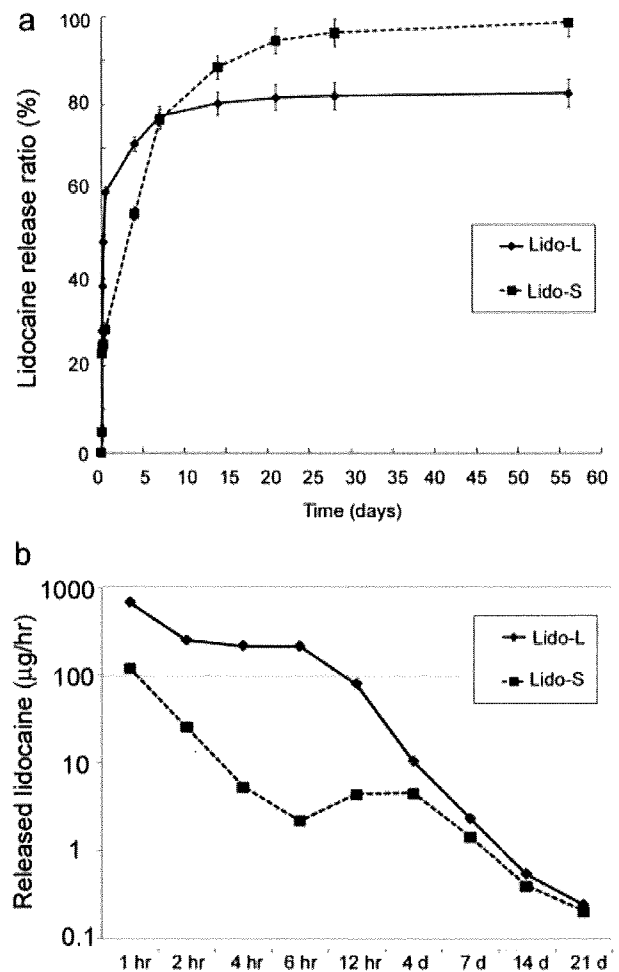 a
Lidocaine release ratio (%)
100
80
60
40
20
0
Lido-L
Lido-S
0 5 10 15 20 25 30 35 40 45 50 55 60
Time (days)
b
Released lidocaine (μg/hr)
1000
100
10
1
0.1
Lido-L
Lido-S
1 hr 2 hr 4 hr 6 hr 12 hr 4 d 7 d 14 d 21 d